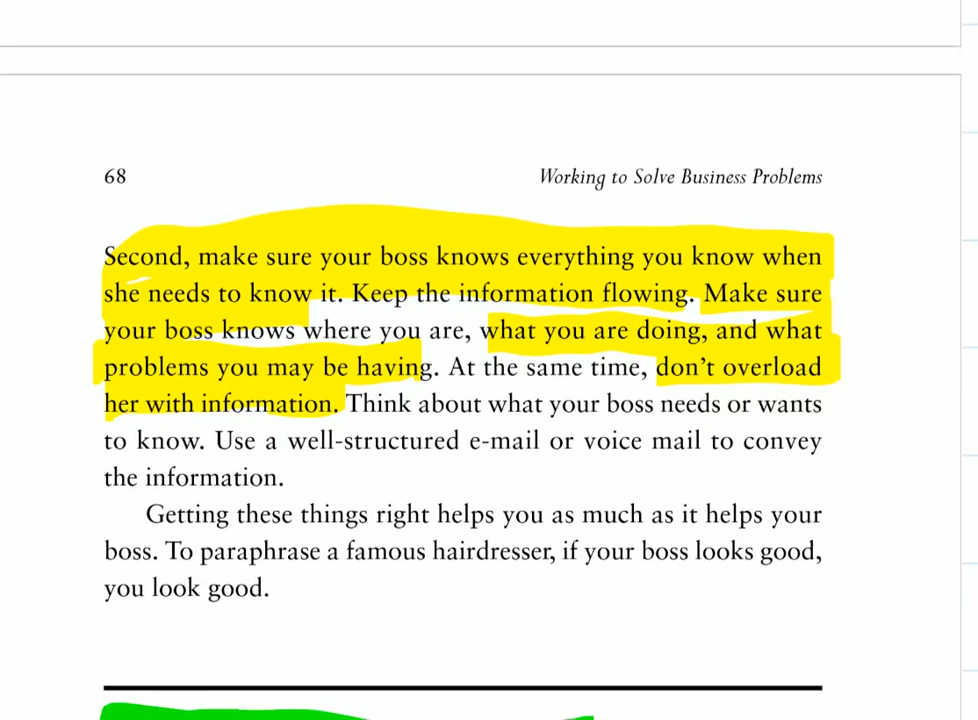 68
Working to Solve Business Problems
Second, make sure your boss knows everything you know when
she needs to know it. Keep the information flowing. Make sure
your boss knows where you are, what you are doing, and what
problems you may be having. At the same time, don’t overload
her with information. Think about what your boss needs or wants
to know. Use a well-structured e-mail or voice mail to convey
the information.
Getting these things right helps you as much as it helps your
boss. To paraphrase a famous hairdresser, if your boss looks good,
you look good.